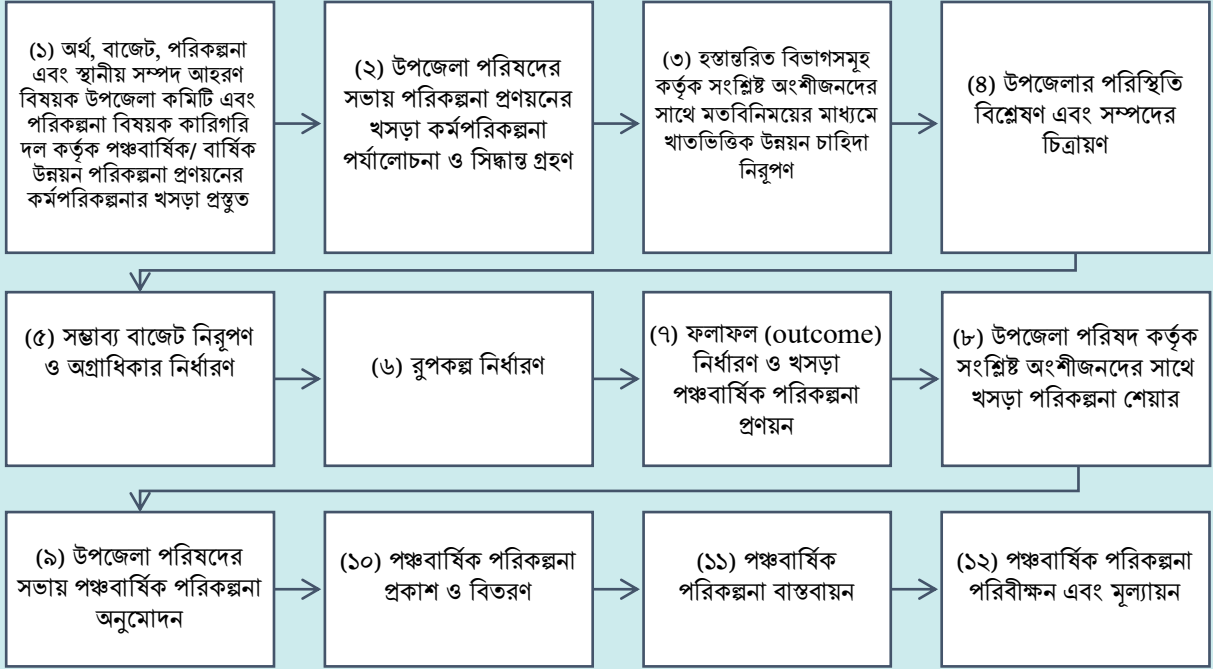 (১) অর্থ, বাজেট, পরিকল্পনা
এবং স্থানীয় সম্পদ আহরণ
বিষয়ক উপজেলা কমিটি এবং
পরিকল্পনা বিষয়ক কারিগরি
দল কর্তৃক পঞ্চবার্ষিক/ বার্ষিক
উন্নয়ন পরিকল্পনা প্রণয়নের
কর্মপরিকল্পনার খসড়া প্রস্তুত
(২) উপজেলা পরিষদের
সভায় পরিকল্পনা প্রণয়নের
খসড়া কর্মপরিকল্পনা
পর্যালোচনা ও সিদ্ধান্ত গ্রহণ
(৩) হস্তান্তরিত বিভাগসমূহ
কর্তৃক সংশ্লিষ্ট অংশীজনদের
সাথে মতবিনিময়ের মাধ্যমে
খাতভিত্তিক উন্নয়ন চাহিদা
নিরূপণ
(৪) উপজেলার পরিস্থিতি
বিশ্লেষণ এবং সম্পদের
চিত্রায়ণ
(৫) সম্ভাব্য বাজেট নিরূপণ
ও অগ্রাধিকার নির্ধারণ
(৬) রুপকল্প নির্ধারণ
(৭) ফলাফল (outcome)
নির্ধারণ ও খসড়া
পঞ্চবার্ষিক পরিকল্পনা
প্রণয়ন
(৮) উপজেলা পরিষদ কর্তৃক
সংশ্লিষ্ট অংশীজনদের সাথে
খসড়া পরিকল্পনা শেয়ার
(৯) উপজেলা পরিষদের
সভায় পঞ্চবার্ষিক পরিকল্পনা
অনুমোদন
(১০) পঞ্চবার্ষিক পরিকল্পনা
প্রকাশ ও বিতরণ
(১১) পঞ্চবার্ষিক
পরিকল্পনা বাস্তবায়ন
(১২) পঞ্চবার্ষিক পরিকল্পনা
পরিবীক্ষন এবং মূল্যায়ন